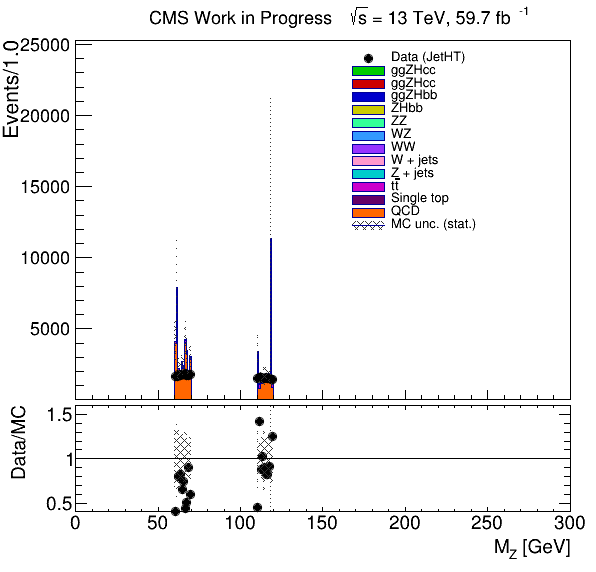 CMS Work in Progress √s = 13 TeV, 59.7 fb⁻¹
Events/1.0
25000
20000
15000
10000
5000
Data (JetHT)
ggZHcc
ggZHcc
ggZHbb
ZHbb
ZZ
WZ
WW
W + jets
Z + jets
tt̅
Single top
QCD
MC unc. (stat.)
Data/MC
1.5
1
0.5
0 50 100 150 200 250 300
M_Z [GeV]